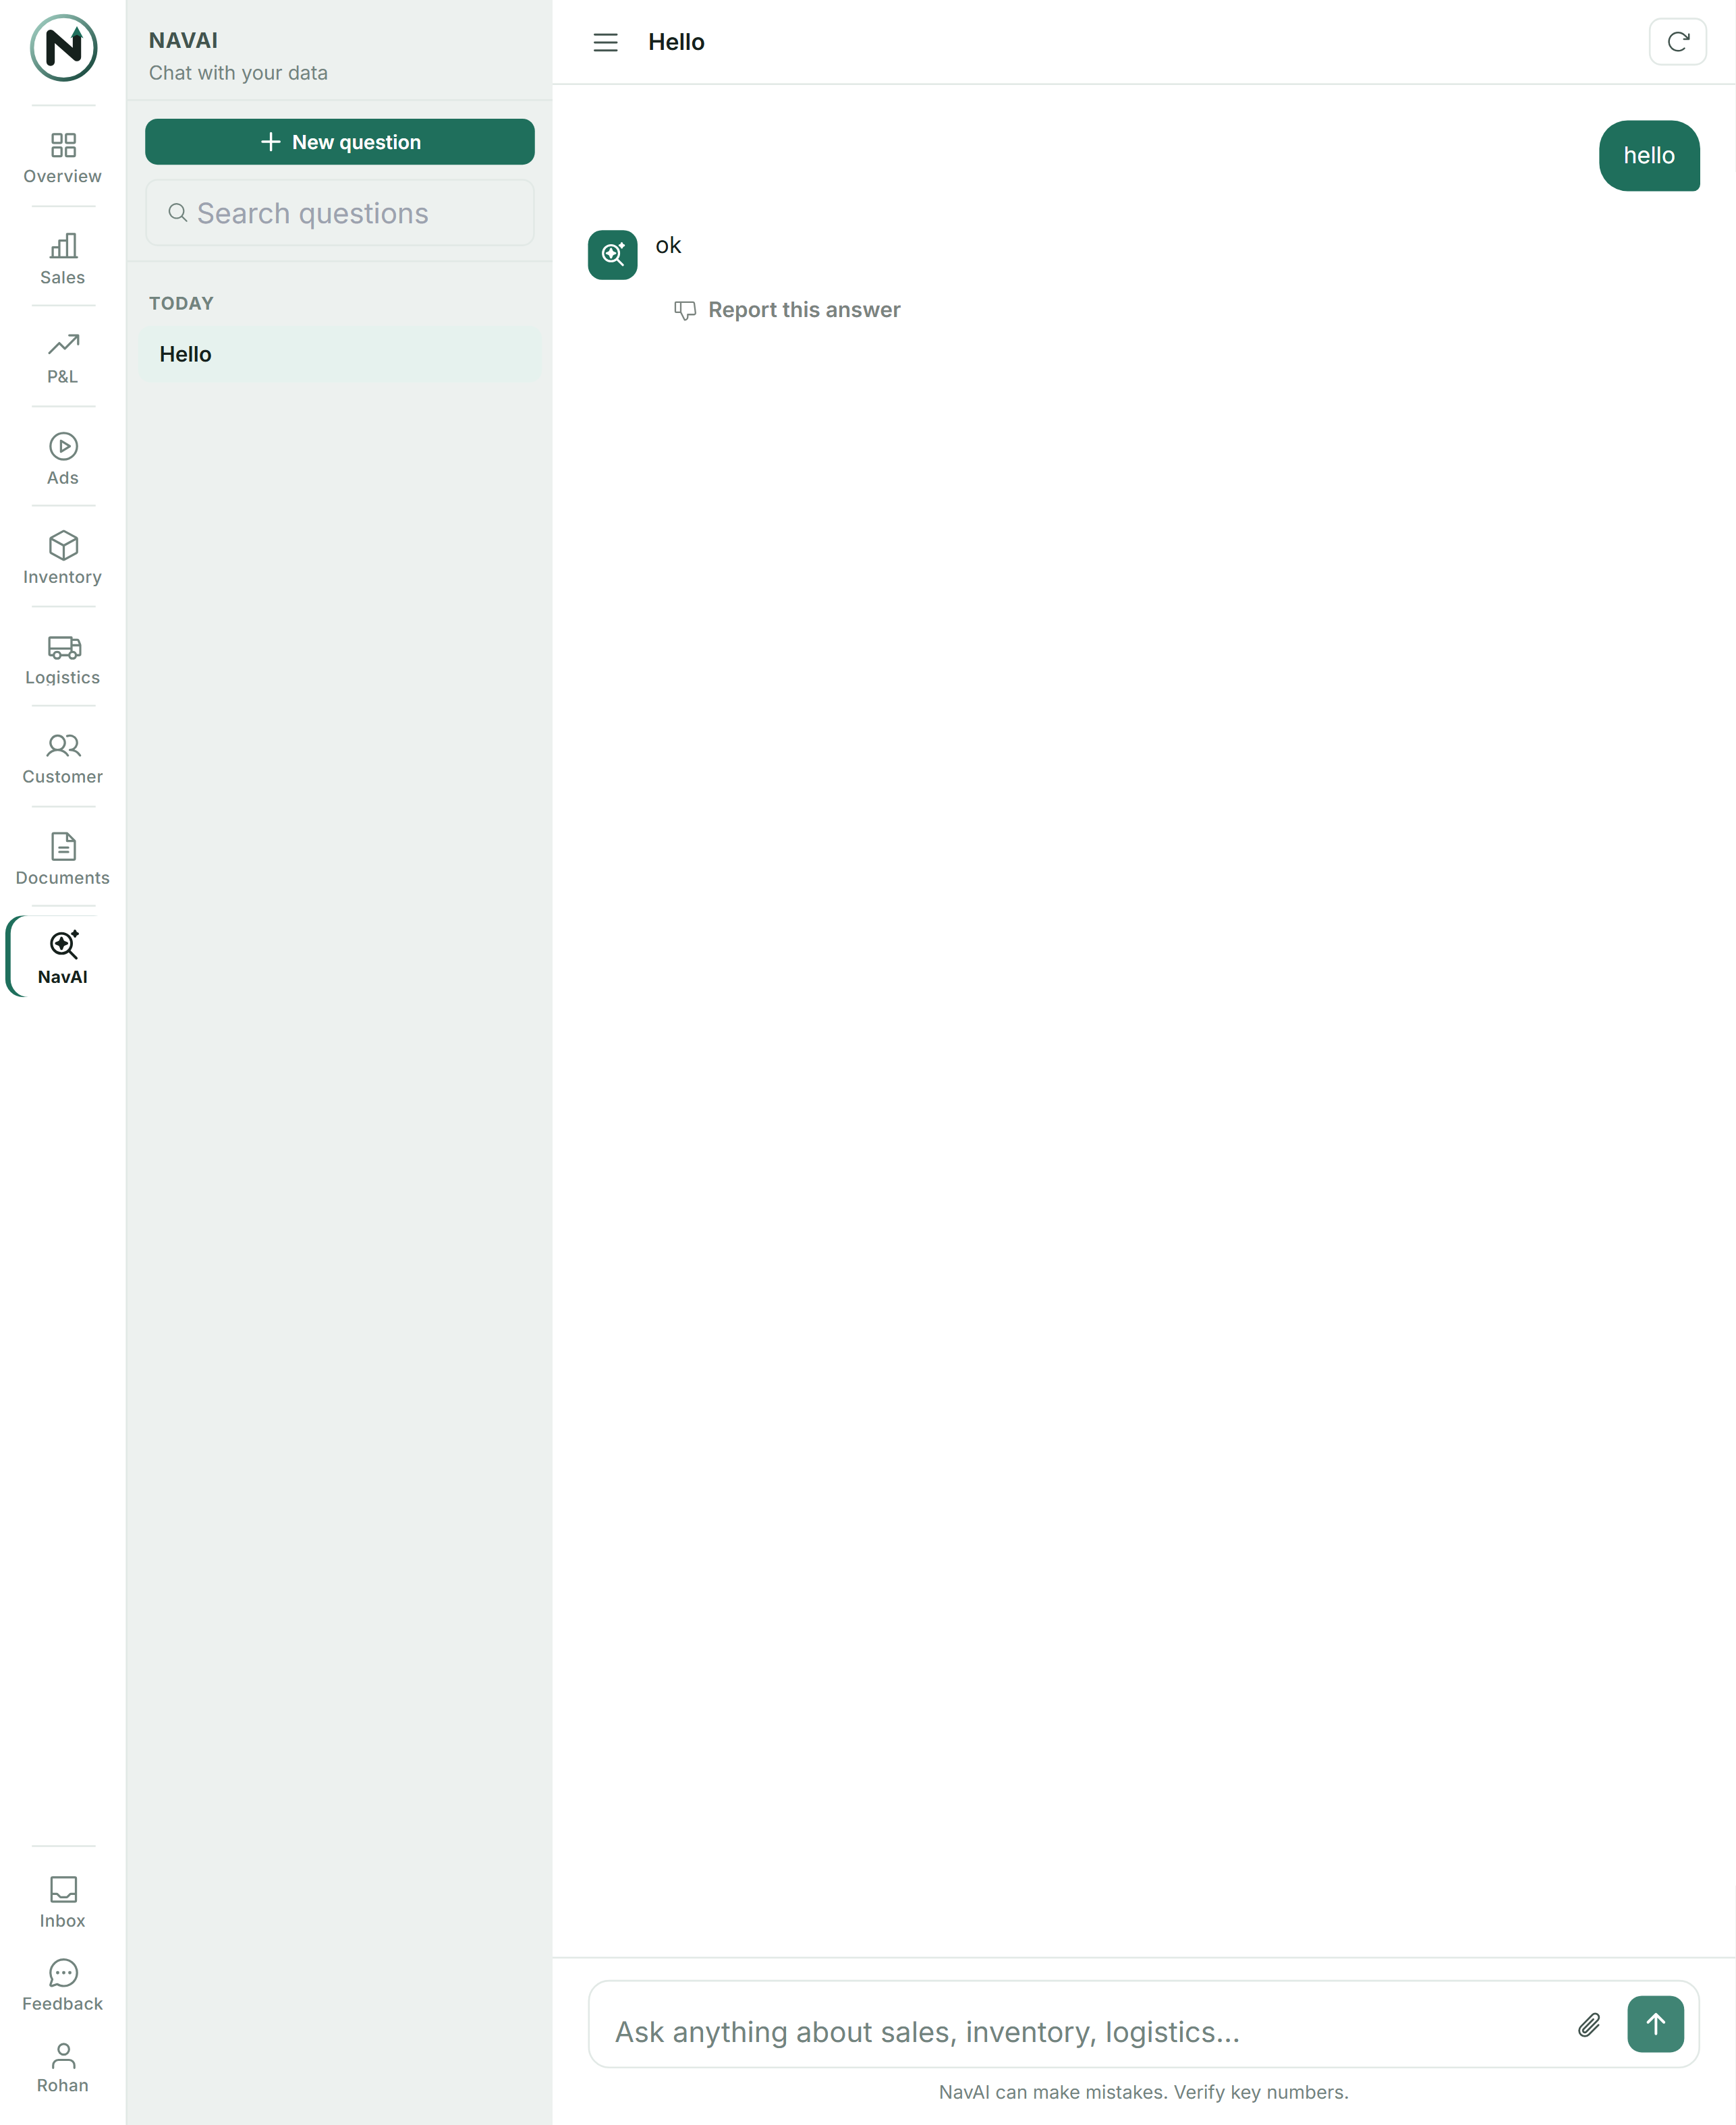 Overview
Sales
P&L
Ads
Inventory
Logistics
Customer
Documents
NavAI
Inbox
Feedback
Rohan
NAVAI
Chat with your data
New question
Search questions
TODAY
Hello
Hello
hello
ok
Report this answer
Ask anything about sales, inventory, logistics...
NavAI can make mistakes. Verify key numbers.